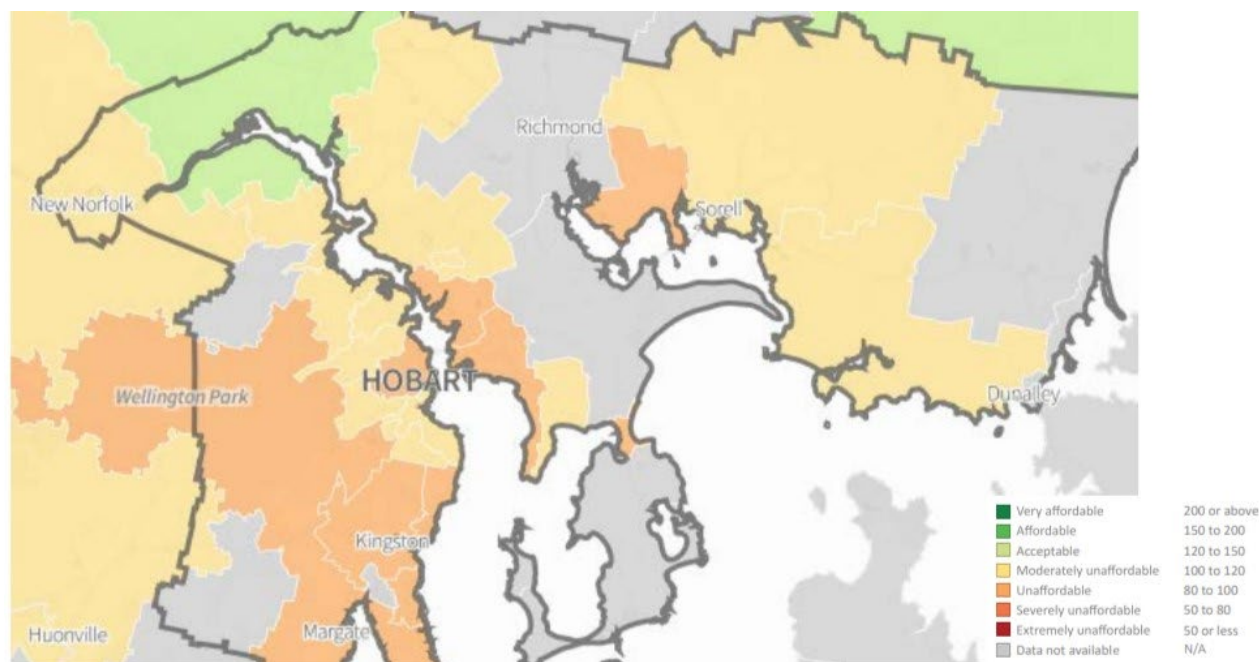 Richmond
New Norfolk
Sorell
HOBART
Wellington Park
Dunalley
Kingston
Huonville
Margate
Very affordable 200 or above
Affordable 150 to 200
Acceptable 120 to 150
Moderately unaffordable 100 to 120
Unaffordable 80 to 100
Severely unaffordable 50 to 80
Extremely unaffordable 50 or less
Data not available N/A